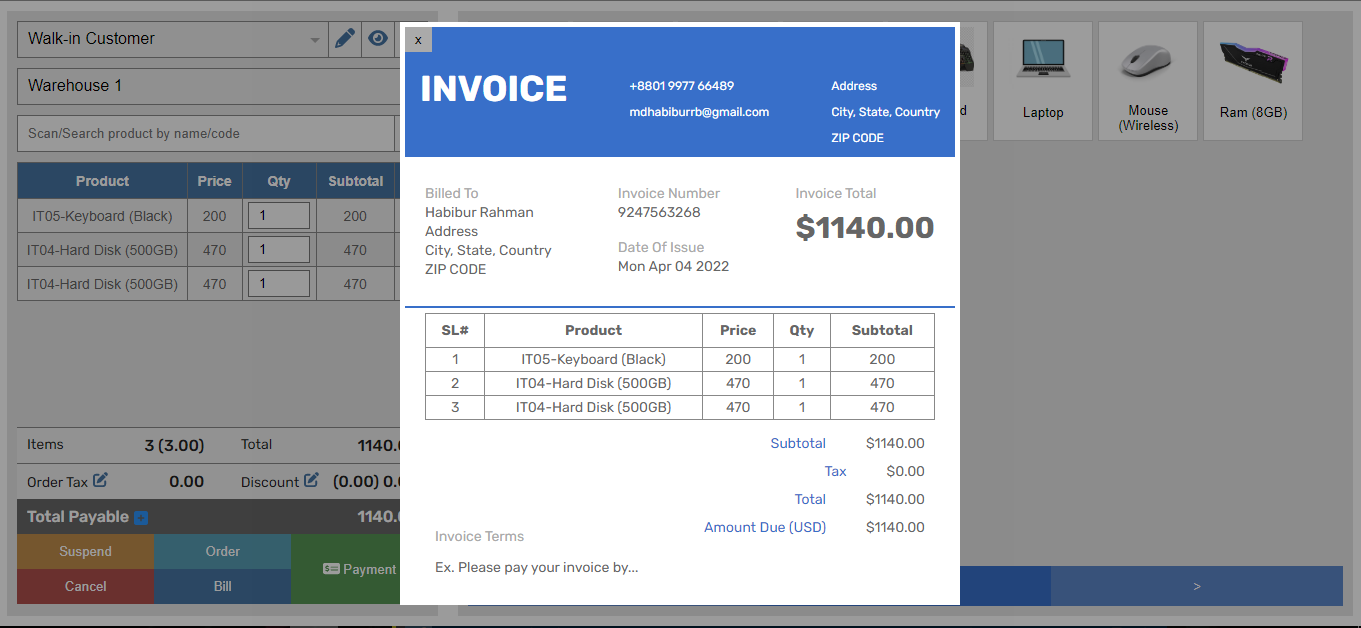 Walk-in Customer
Warehouse 1
Scan/Search product by name/code
Product Price Qty Subtotal
IT05-Keyboard (Black) 200 1 200
IT04-Hard Disk (500GB) 470 1 470
IT04-Hard Disk (500GB) 470 1 470
Items 3 (3.00) Total 1140.
Order Tax 0.00 Discount (0.00) 0.
Total Payable 1140.
Suspend Order
Payment
Cancel Bill
x
INVOICE
+8801 9977 66489
mdhabiburrb@gmail.com
Address
City, State, Country
ZIP CODE
Billed To
Habibur Rahman
Address
City, State, Country
ZIP CODE
Invoice Number
9247563268
Date Of Issue
Mon Apr 04 2022
Invoice Total
$1140.00
SL# Product Price Qty Subtotal
1 IT05-Keyboard (Black) 200 1 200
2 IT04-Hard Disk (500GB) 470 1 470
3 IT04-Hard Disk (500GB) 470 1 470
Subtotal $1140.00
Tax $0.00
Total $1140.00
Amount Due (USD) $1140.00
Invoice Terms
Ex. Please pay your invoice by...
d
Laptop
Mouse
(Wireless)
Ram (8GB)
>